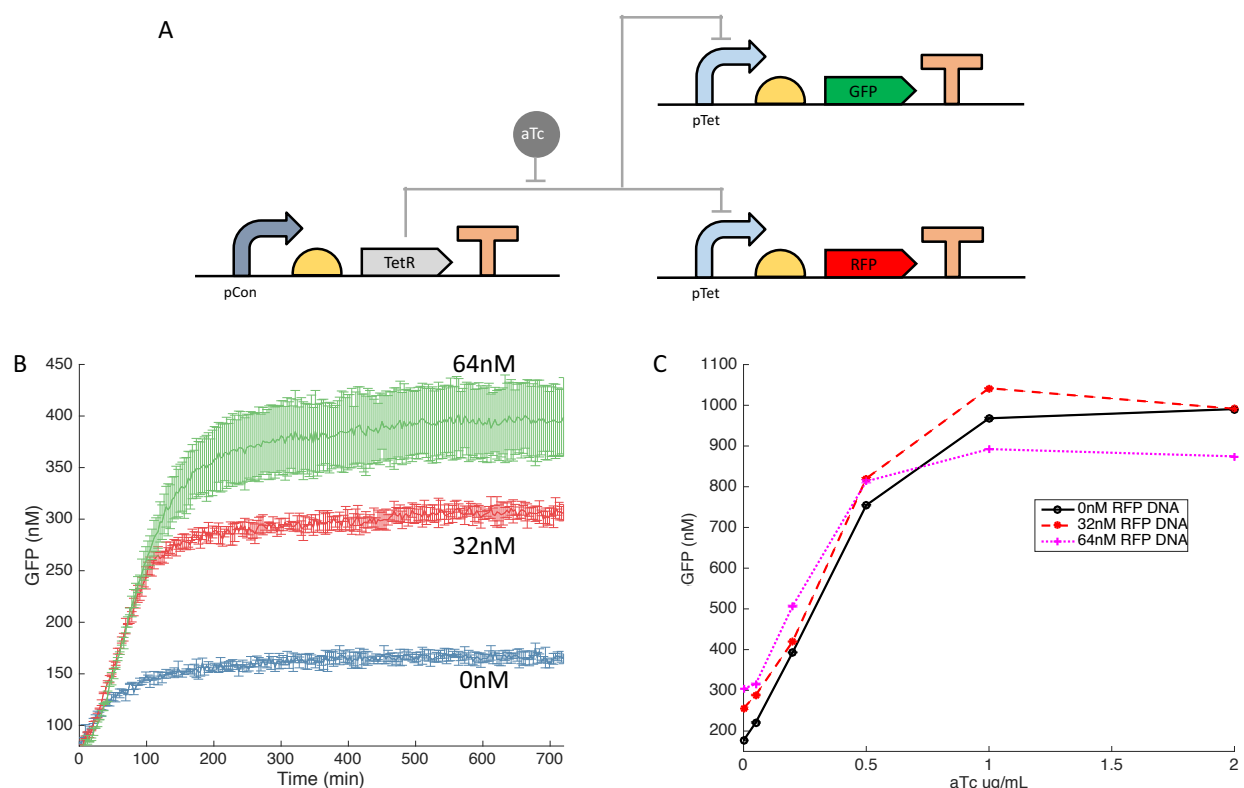 A
GFP
pTet
aTc
TetR
pCon
RFP
pTet
B
450
400
350
300
250
200
150
100
GFP (nM)
64nM
32nM
0nM
0 100 200 300 400 500 600 700
Time (min)
C
1100
1000
900
800
700
600
500
400
300
200
GFP (nM)
0nM RFP DNA
32nM RFP DNA
64nM RFP DNA
0 0.5 1 1.5 2
aTc ug/mL